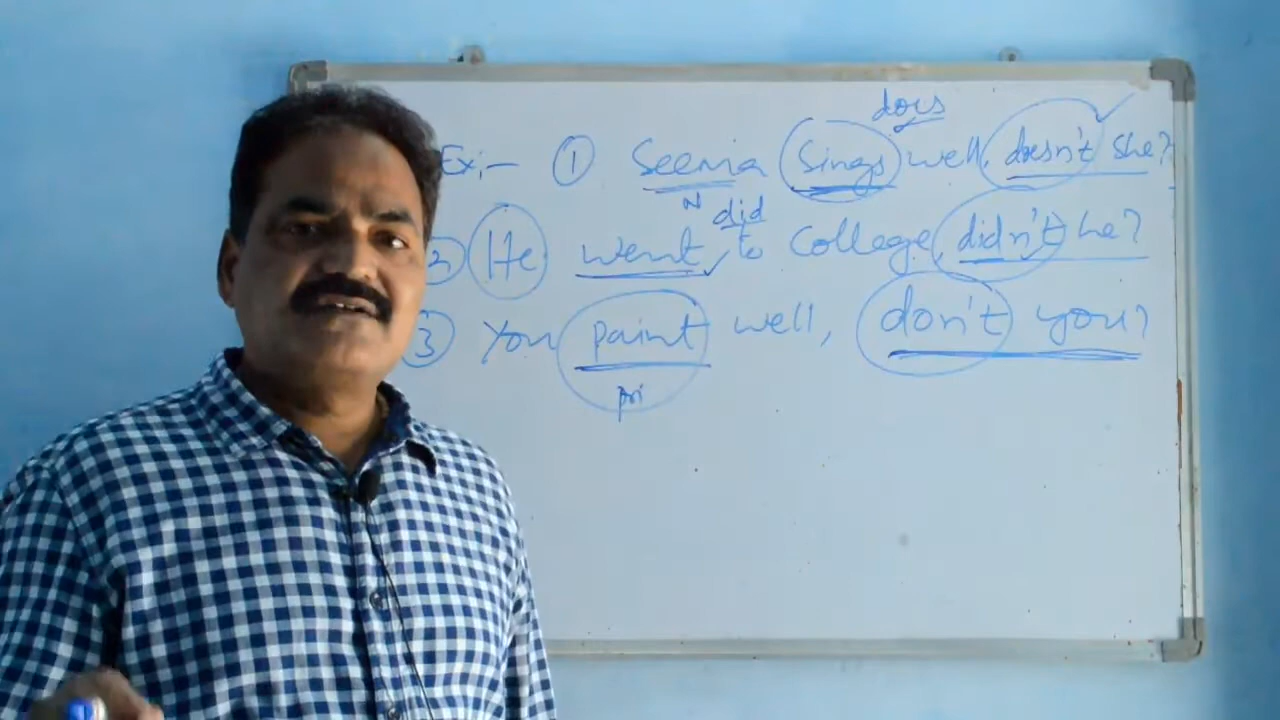 does
Ex:- ① Seema Sings well, doesn't she?
N did
② He went to College, didn't he?
③ You paint well, don't you?
pri